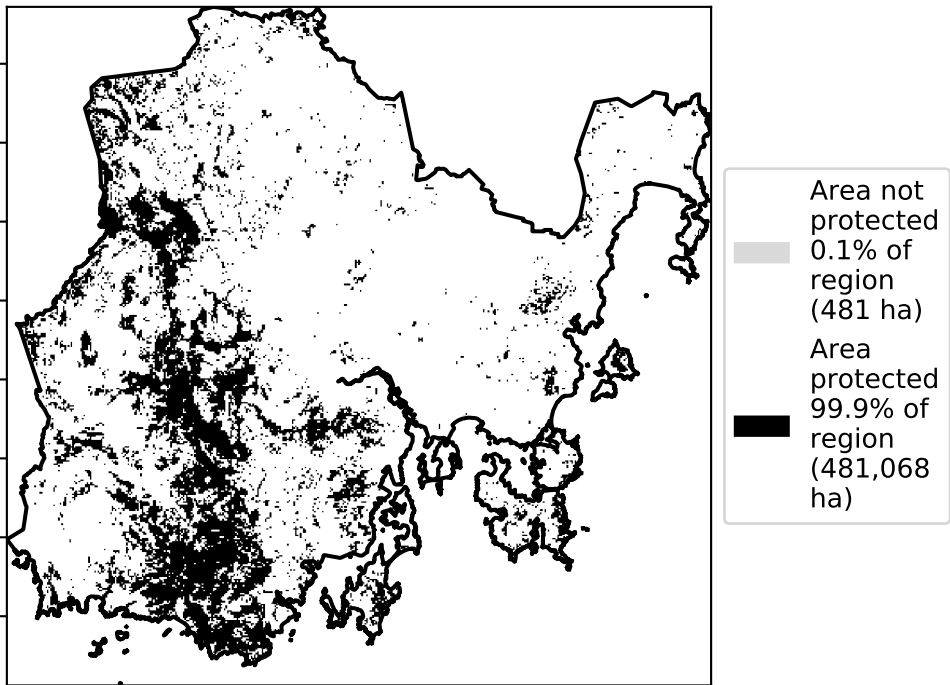 Area not
protected
0.1% of
region
(481 ha)
Area
protected
99.9% of
region
(481,068
ha)